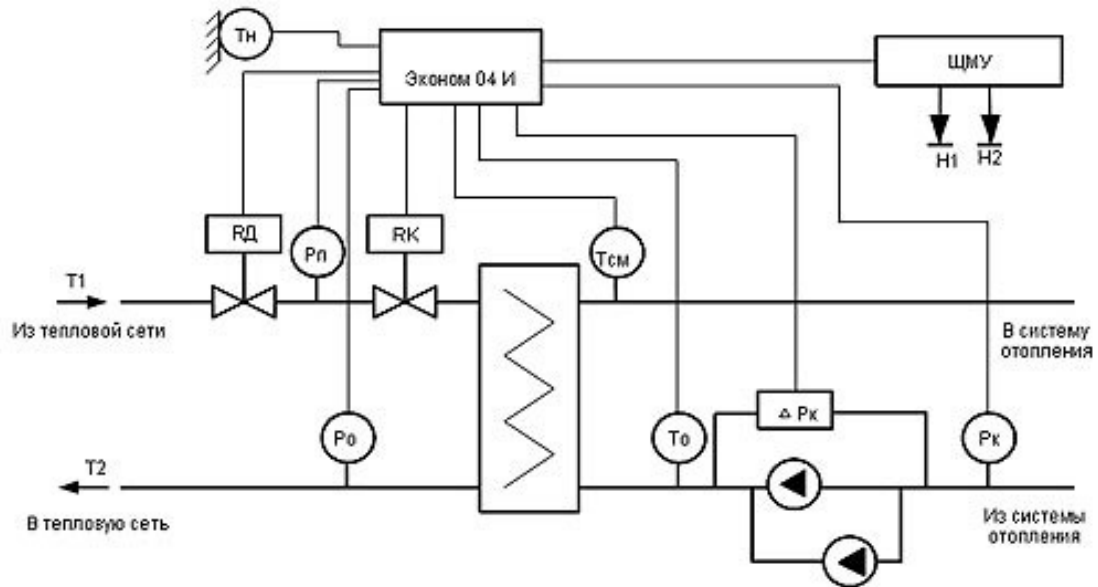 Тн
Эконом 04 И
ЩМУ
Н1
Н2
RД
Рп
RК
Тсм
Т1
Из тепловой сети
В систему
отопления
△ Рк
Ро
То
Рк
Т2
В тепловую сеть
Из системы
отопления